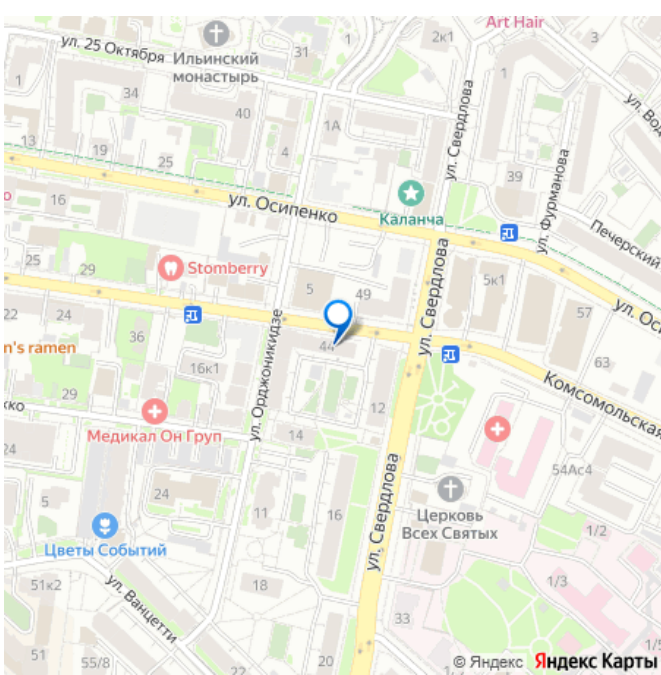 Art Hair
ул. 25 Октября
Ильинский
монастырь
31
1
2к1
3
1
34
40
1А
4
13
19
25
ул. Свердлова
39
ул. Фурманова
ул. Вод
16
ул. Осипенко
Каланча
Печерский
25
29
Stomberry
5
49
5к1
57
ул. Оси
22
24
36
n's ramen
16к1
ул. Орджоникидзе
44
ул. Свердлова
63
Комсомольская
29
кко
Медикал Он Груп
12
14
24
5
24
11
16
ул. Свердлова
54Ас4
Церковь
Всех Святых
1/2
Цветы Событий
51к2
ул. Ванцетти
18
1/3
33
51
55/8
22
20
1/5
© Яндекс Яндекс Карты